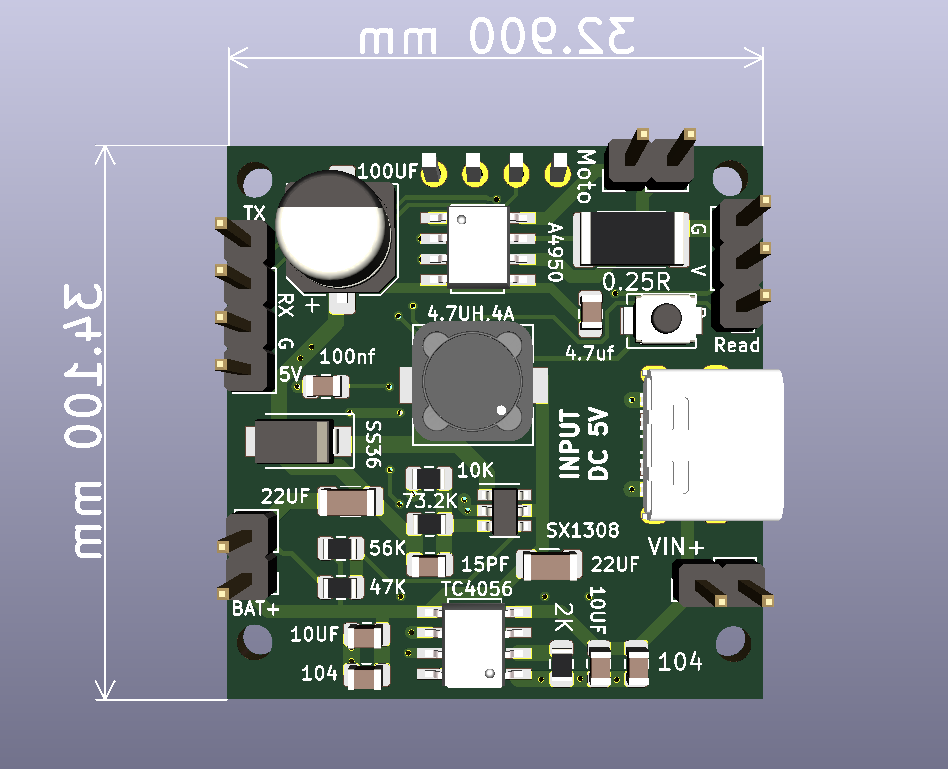 32.900 mm
34.100 mm
100UF
Moto
TX
A4950
G
V
RX
+
0.25R
4.7UH.4A
4.7uf
Read
G
100nf
5V
INPUT
DC 5V
SS36
10K
22UF
73.2K
SX1308
VIN+
56K
15PF
22UF
47K
TC4056
BAT+
2K
10UF
10UF
104
104